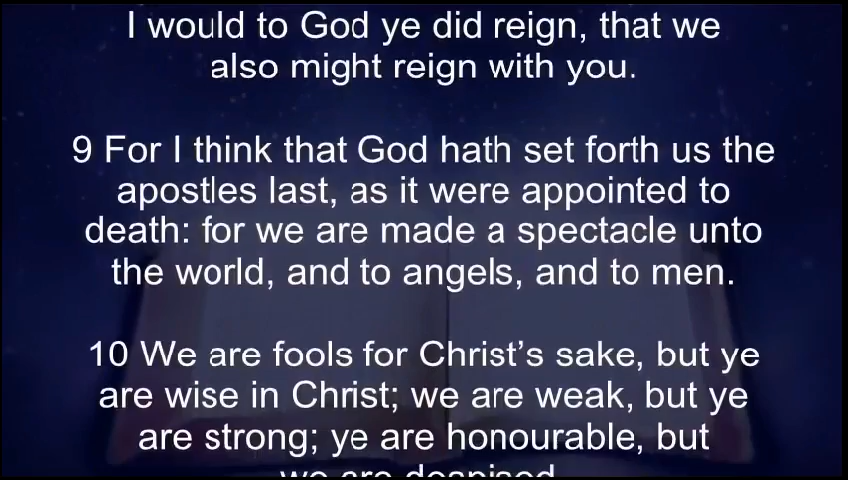 I would to God ye did reign, that we
also might reign with you.
9 For I think that God hath set forth us the
apostles last, as it were appointed to
death: for we are made a spectacle unto
the world, and to angels, and to men.
10 We are fools for Christ’s sake, but ye
are wise in Christ; we are weak, but ye
are strong; ye are honourable, but
we are despised